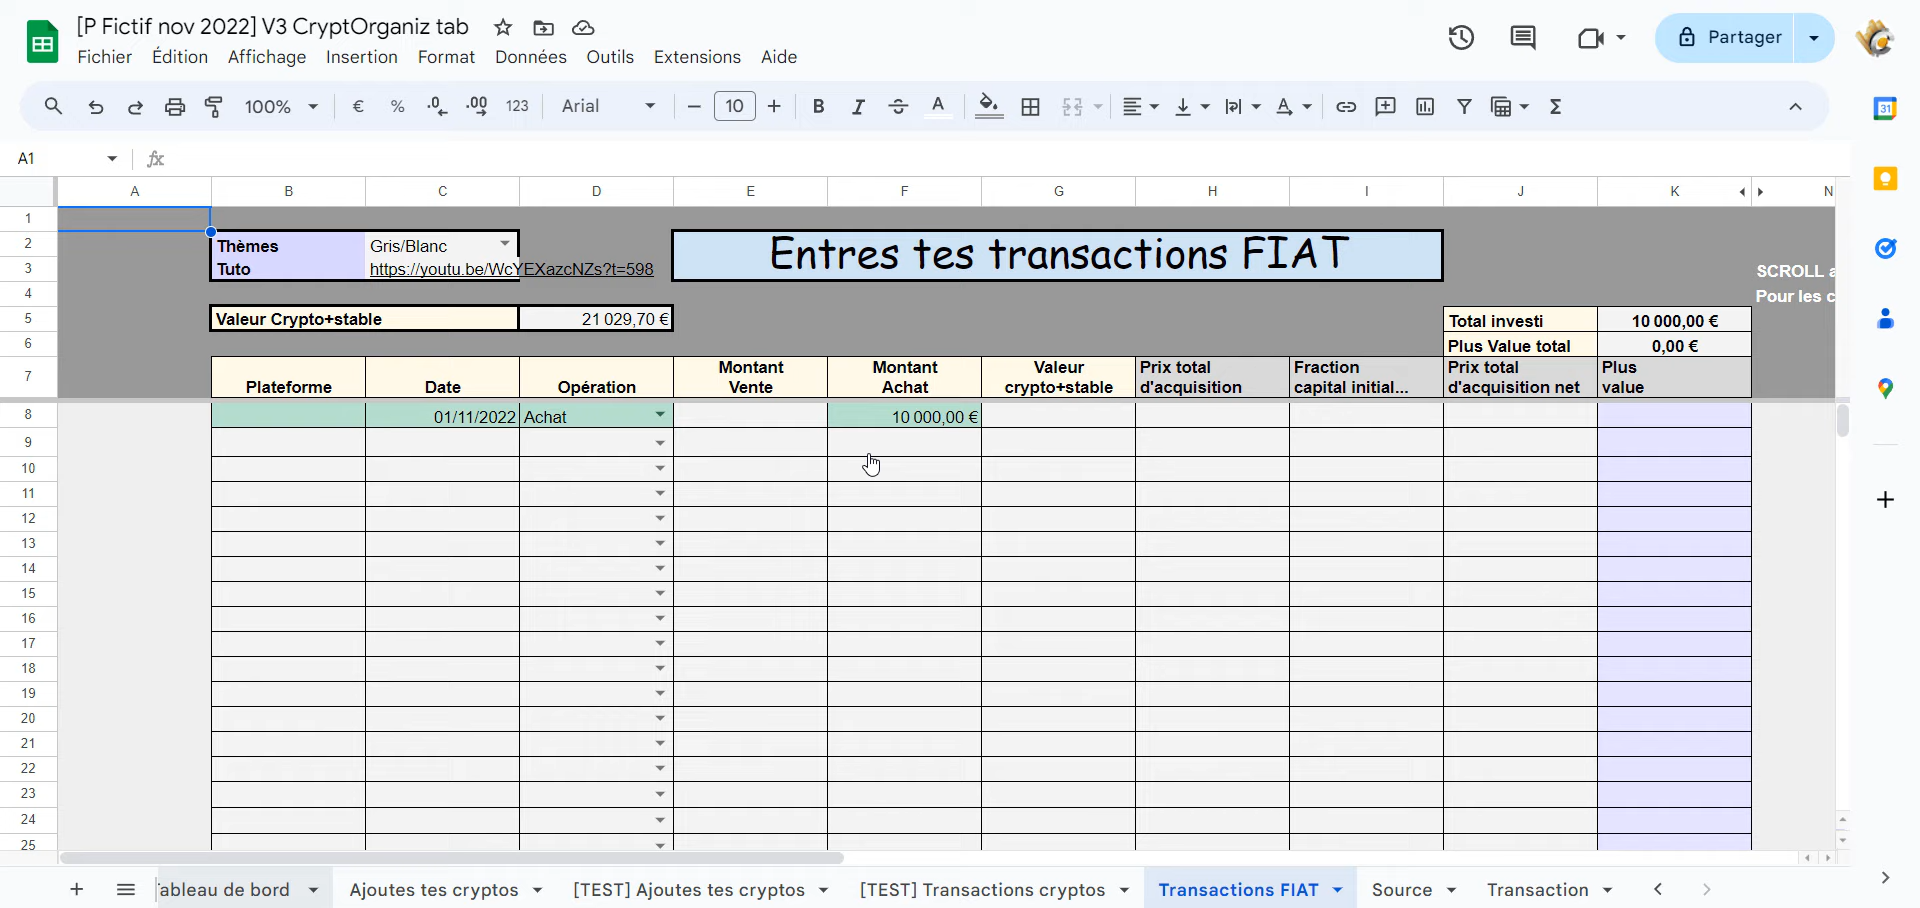 [P Fictif nov 2022] V3 CryptOrganiz tab
Fichier Édition Affichage Insertion Format Données Outils Extensions Aide
Partager
100% € % .0 .00 123 Arial 10 B I A Σ
31
A1 fx
A B C D E F G H I J K N
1
2 Thèmes Gris/Blanc Entres tes transactions FIAT
3 Tuto https://youtu.be/WcYEXazcNZs?t=598 SCROLL a
4 Pour les c
5 Valeur Crypto+stable 21 029,70 € Total investi 10 000,00 €
6 Plus Value total 0,00 €
7 Plateforme Date Opération Montant Vente Montant Achat Valeur crypto+stable Prix total d'acquisition Fraction capital initial... Prix total d'acquisition net Plus value
8 01/11/2022 Achat 10 000,00 €
9
10
11
12
13
14
15
16
17
18
19
20
21
22
23
24
25
ableau de bord Ajoutes tes cryptos [TEST] Ajoutes tes cryptos [TEST] Transactions cryptos Transactions FIAT Source Transaction